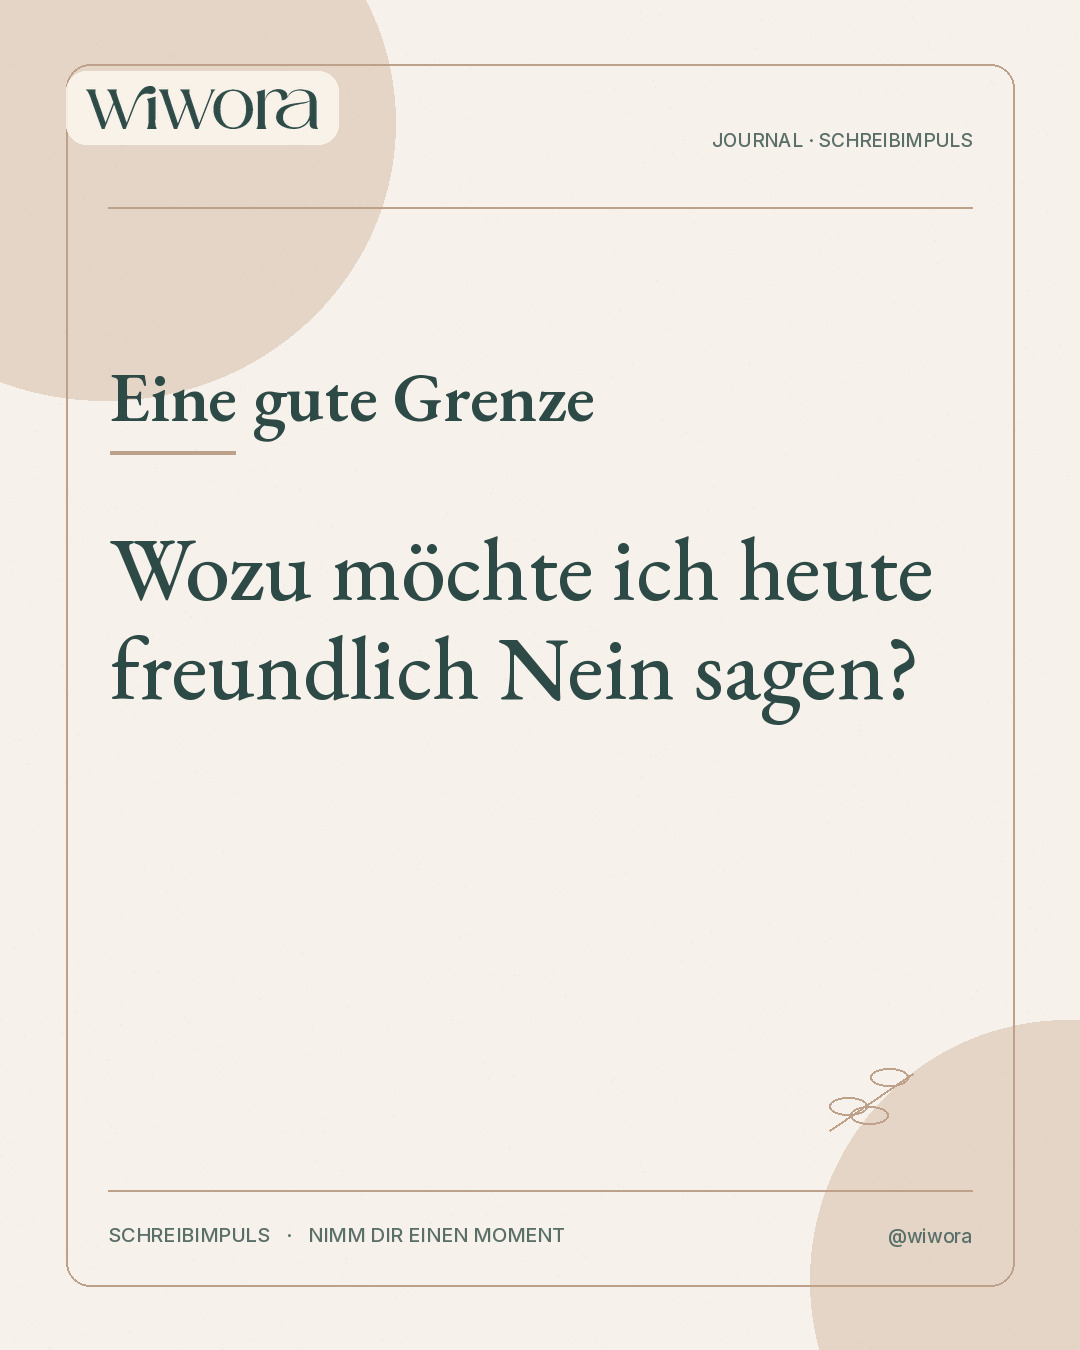 wiwora
JOURNAL · SCHREIBIMPULS
Eine gute Grenze
Wozu möchte ich heute
freundlich Nein sagen?
SCHREIBIMPULS · NIMM DIR EINEN MOMENT
@wiwora